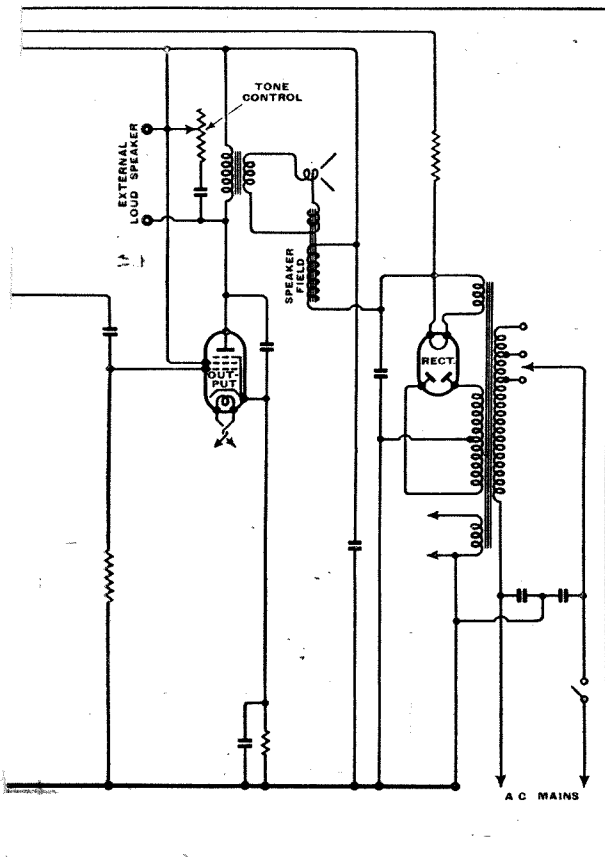 TONE
CONTROL
EXTERNAL
LOUD SPEAKER
SPEAKER
FIELD
OUT-
PUT
RECT.
A C MAINS